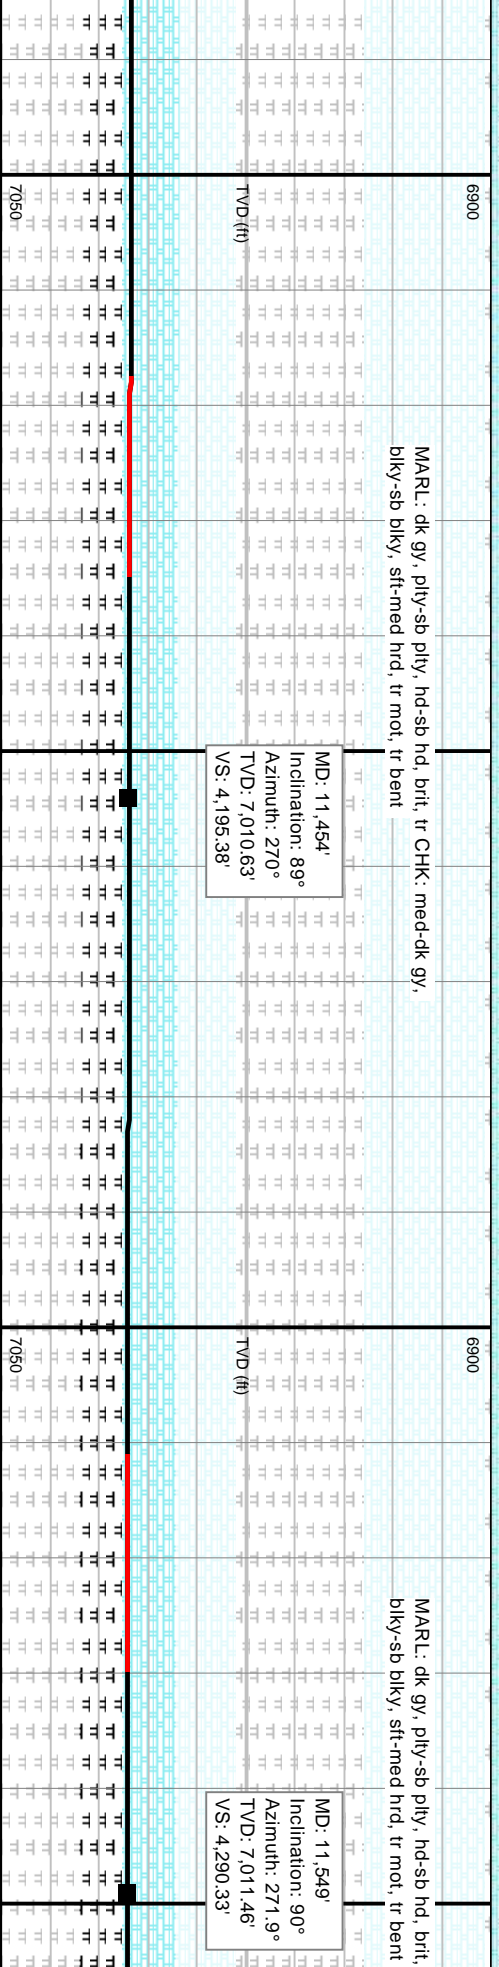 6900
TVD (ft)
7050
MARL: dk gy, plty-sb plty, hd-sb hd, brit, tr CHK: med-dk gy,
blky-sb blky, sft-med hrd, tr mot, tr bent
MD: 11,454'
Inclination: 89°
Azimuth: 270°
TVD: 7,010.63'
VS: 4,195.38'
6900
TVD (ft)
7050
MARL: dk gy, plty-sb plty, hd-sb hd, brit,
blky-sb blky, sft-med hrd, tr mot, tr bent
MD: 11,549'
Inclination: 90°
Azimuth: 271.9°
TVD: 7,011.46'
VS: 4,290.33'